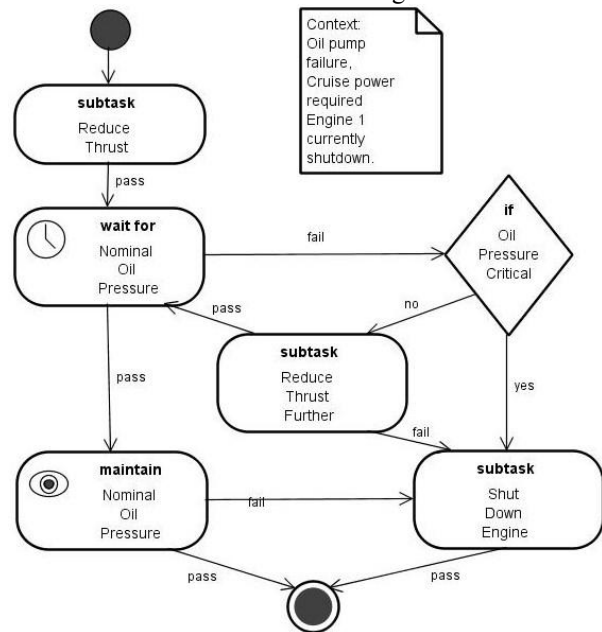 Context:
Oil pump
failure,
Cruise power
required
Engine 1
currently
shutdown.
subtask
Reduce
Thrust
pass
wait for
Nominal
Oil
Pressure
fail
if
Oil
Pressure
Critical
pass
no
subtask
Reduce
Thrust
Further
pass
yes
fail
maintain
Nominal
Oil
Pressure
fail
subtask
Shut
Down
Engine
pass
pass